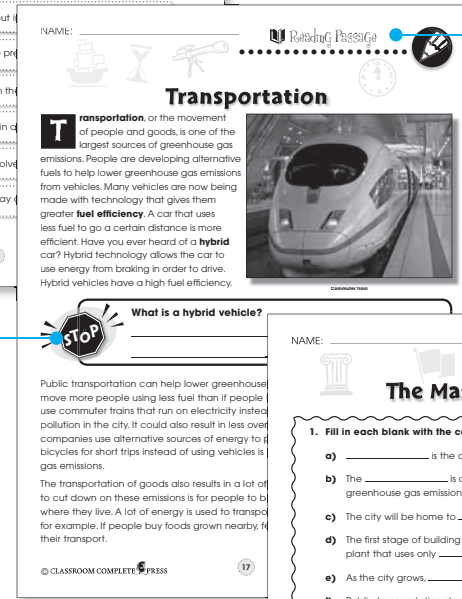 NAME:
Reading Passage
Transportation
Transportation, or the movement
of people and goods, is one of the
largest sources of greenhouse gas
emissions. People are developing alternative
fuels to help lower greenhouse gas emissions
from vehicles. Many vehicles are now being
made with technology that gives them
greater fuel efficiency. A car that uses
less fuel to go a certain distance is more
efficient. Have you ever heard of a hybrid
car? Hybrid technology allows the car to
use energy from braking in order to drive.
Hybrid vehicles have a high fuel efficiency.
Commuter train
STOP
What is a hybrid vehicle?
Public transportation can help lower greenhouse
move more people using less fuel than if people
use commuter trains that run on electricity
pollution in the city. It could also result in less
companies use alternative sources of energy to
bicycles for short trips instead of using vehicles is
gas emissions.
The transportation of goods also results in a lot of
to cut down on these emissions is for people to
where they live. A lot of energy is used to
for example. If people buy foods grown nearby,
their transport.
© CLASSROOM COMPLETE PRESS
17
NAME:
The
1. Fill in each blank with the
a) is the
b) The is
greenhouse gas
c) The city will be home to
d) The first stage of building
plant that uses only
e) As the city grows,